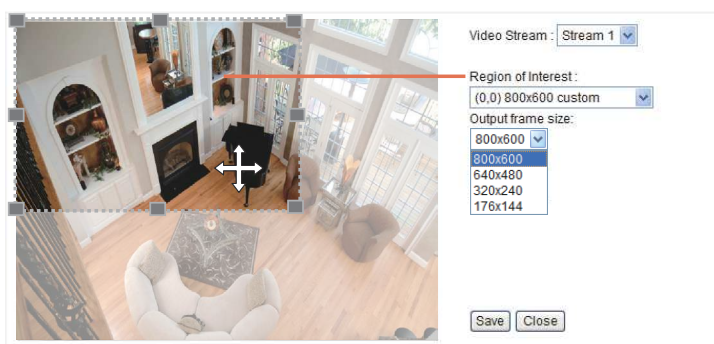 Video Stream : Stream 1
Region of Interest :
(0,0) 800x600 custom
Output frame size:
800x600
800x600
640x480
320x240
176x144
Save Close